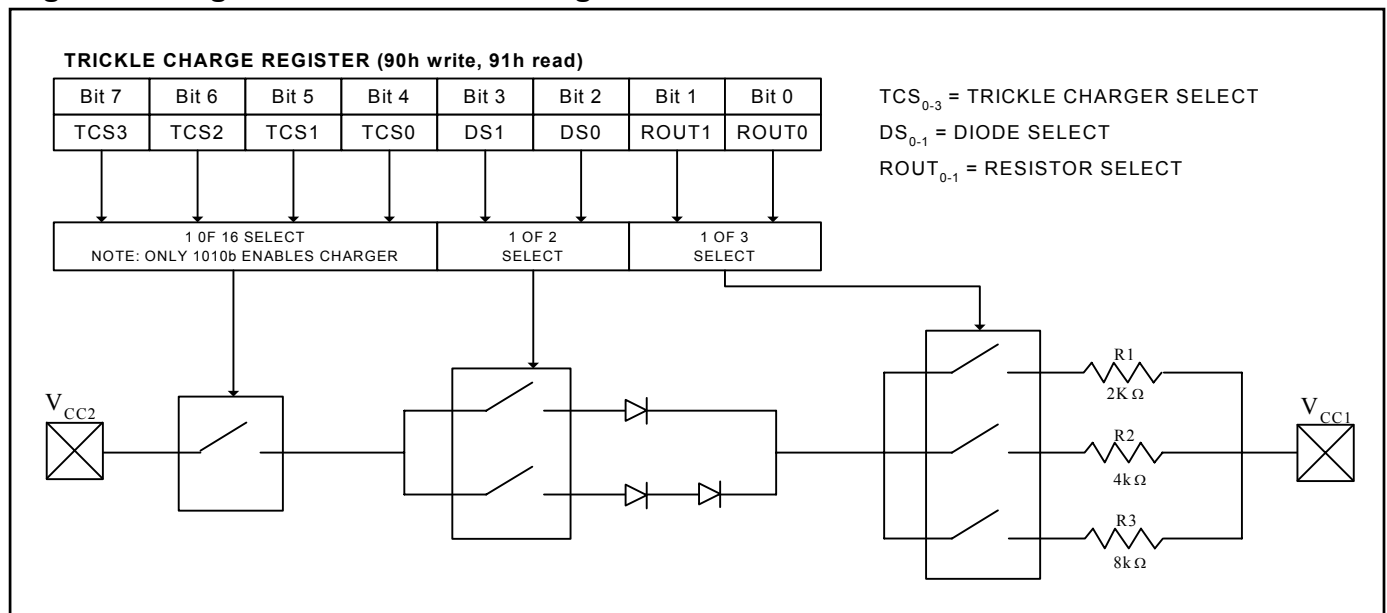 TRICKLE CHARGE REGISTER (90h write, 91h read)
Bit 7 Bit 6 Bit 5 Bit 4 Bit 3 Bit 2 Bit 1 Bit 0
TCS3 TCS2 TCS1 TCS0 DS1 DS0 ROUT1 ROUT0
TCS0-3 = TRICKLE CHARGER SELECT
DS0-1 = DIODE SELECT
ROUT0-1 = RESISTOR SELECT
1 0F 16 SELECT
NOTE: ONLY 1010b ENABLES CHARGER
1 OF 2
SELECT
1 OF 3
SELECT
VCC2
R1
2K Ω
R2
4k Ω
R3
8k Ω
VCC1